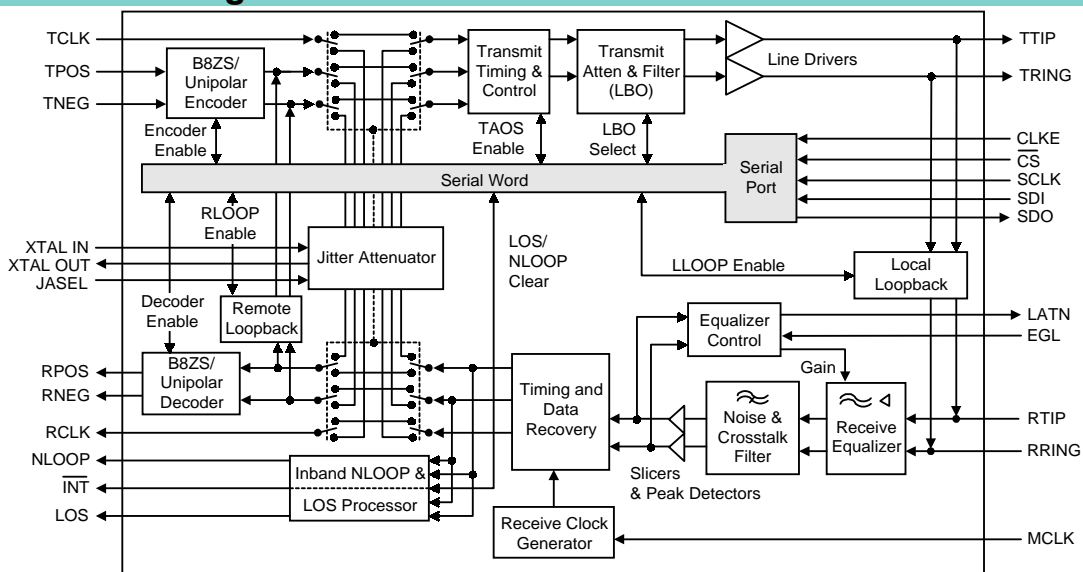 TCLK
TPOS
TNEG
B8ZS/
Unipolar
Encoder
Encoder
Enable
Transmit
Timing &
Control
TAOS
Enable
Transmit
Atten & Filter
(LBO)
LBO
Select
Line Drivers
TTIP
TRING
CLKE
CS
SCLK
SDI
SDO
Serial
Port
Serial Word
RLOOP
Enable
XTAL IN
XTAL OUT
JASEL
Jitter Attenuator
LOS/
NLOOP
Clear
LLOOP Enable
Local
Loopback
Decoder
Enable
Remote
Loopback
Equalizer
Control
LATN
EGL
Gain
RPOS
RNEG
RCLK
B8ZS/
Unipolar
Decoder
Timing and
Data
Recovery
Noise &
Crosstalk
Filter
Receive
Equalizer
RTIP
RRING
Slicers
& Peak Detectors
NLOOP
INT
LOS
Inband NLOOP &
LOS Processor
Receive Clock
Generator
MCLK